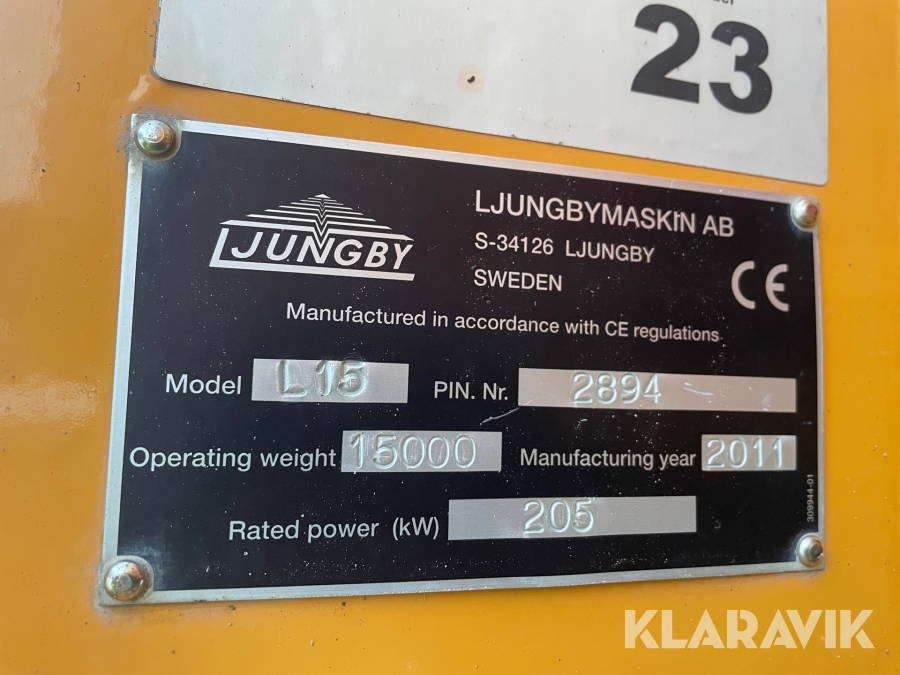 23
LJUNGBY
LJUNGBYMASKIN AB
S-34126 LJUNGBY
SWEDEN
CE
Manufactured in accordance with CE regulations
Model L15 PIN. Nr. 2894
Operating weight 15000 Manufacturing year 2011
Rated power (kW) 205
309944-01
KLARAVIK